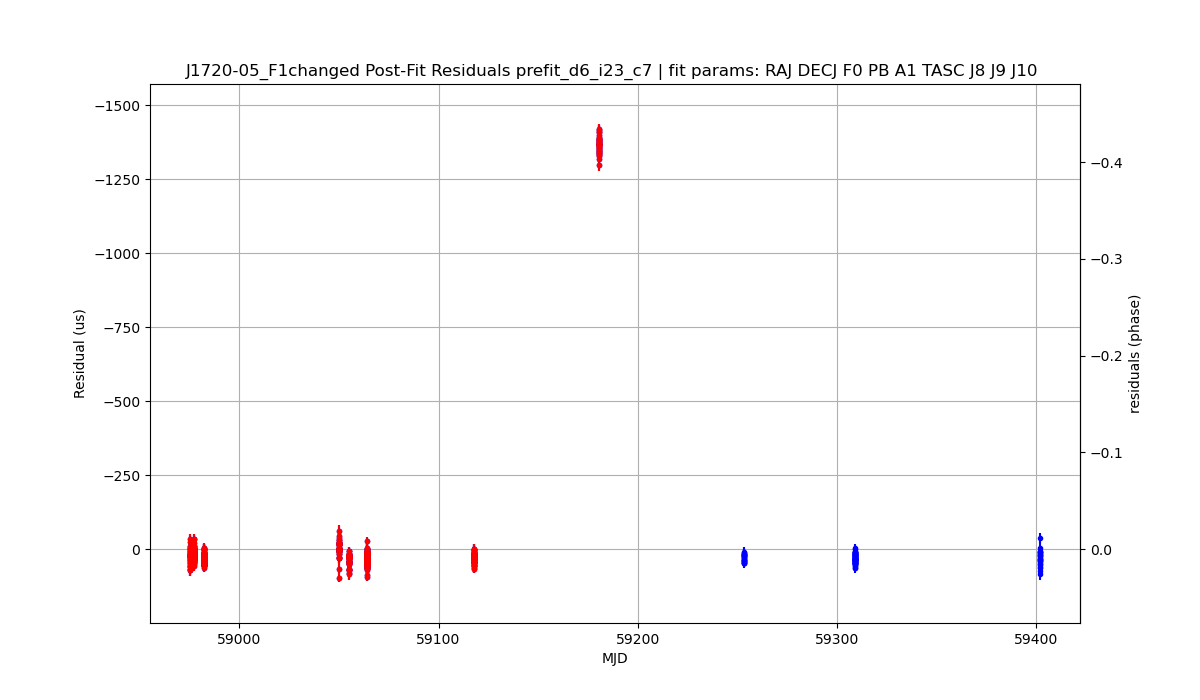 J1720-05_F1changed Post-Fit Residuals prefit_d6_i23_c7 | fit params: RAJ DECJ F0 PB A1 TASC J8 J9 J10
−1500
−1250
−1000
−750
−500
−250
0
Residual (us)
−0.4
−0.3
−0.2
−0.1
0.0
residuals (phase)
59000 59100 59200 59300 59400
MJD